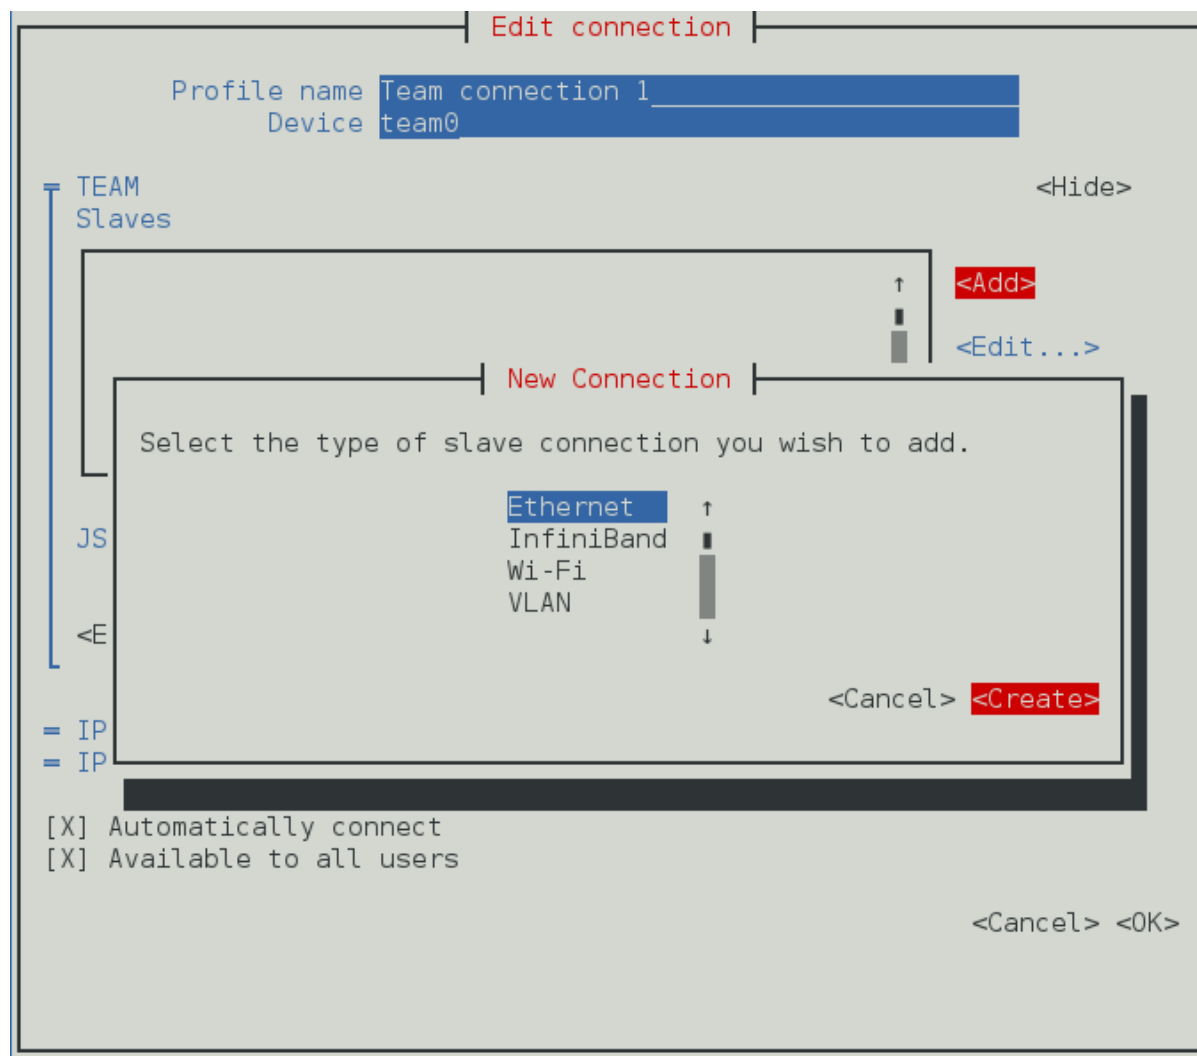 Edit connection
Profile name Team connection 1
Device team0
TEAM <Hide>
Slaves
<Add>
<Edit...>
New Connection
Select the type of slave connection you wish to add.
Ethernet
InfiniBand
JS
Wi-Fi
VLAN
<E
<Cancel> <Create>
IP
IP
[X] Automatically connect
[X] Available to all users
<Cancel> <OK>